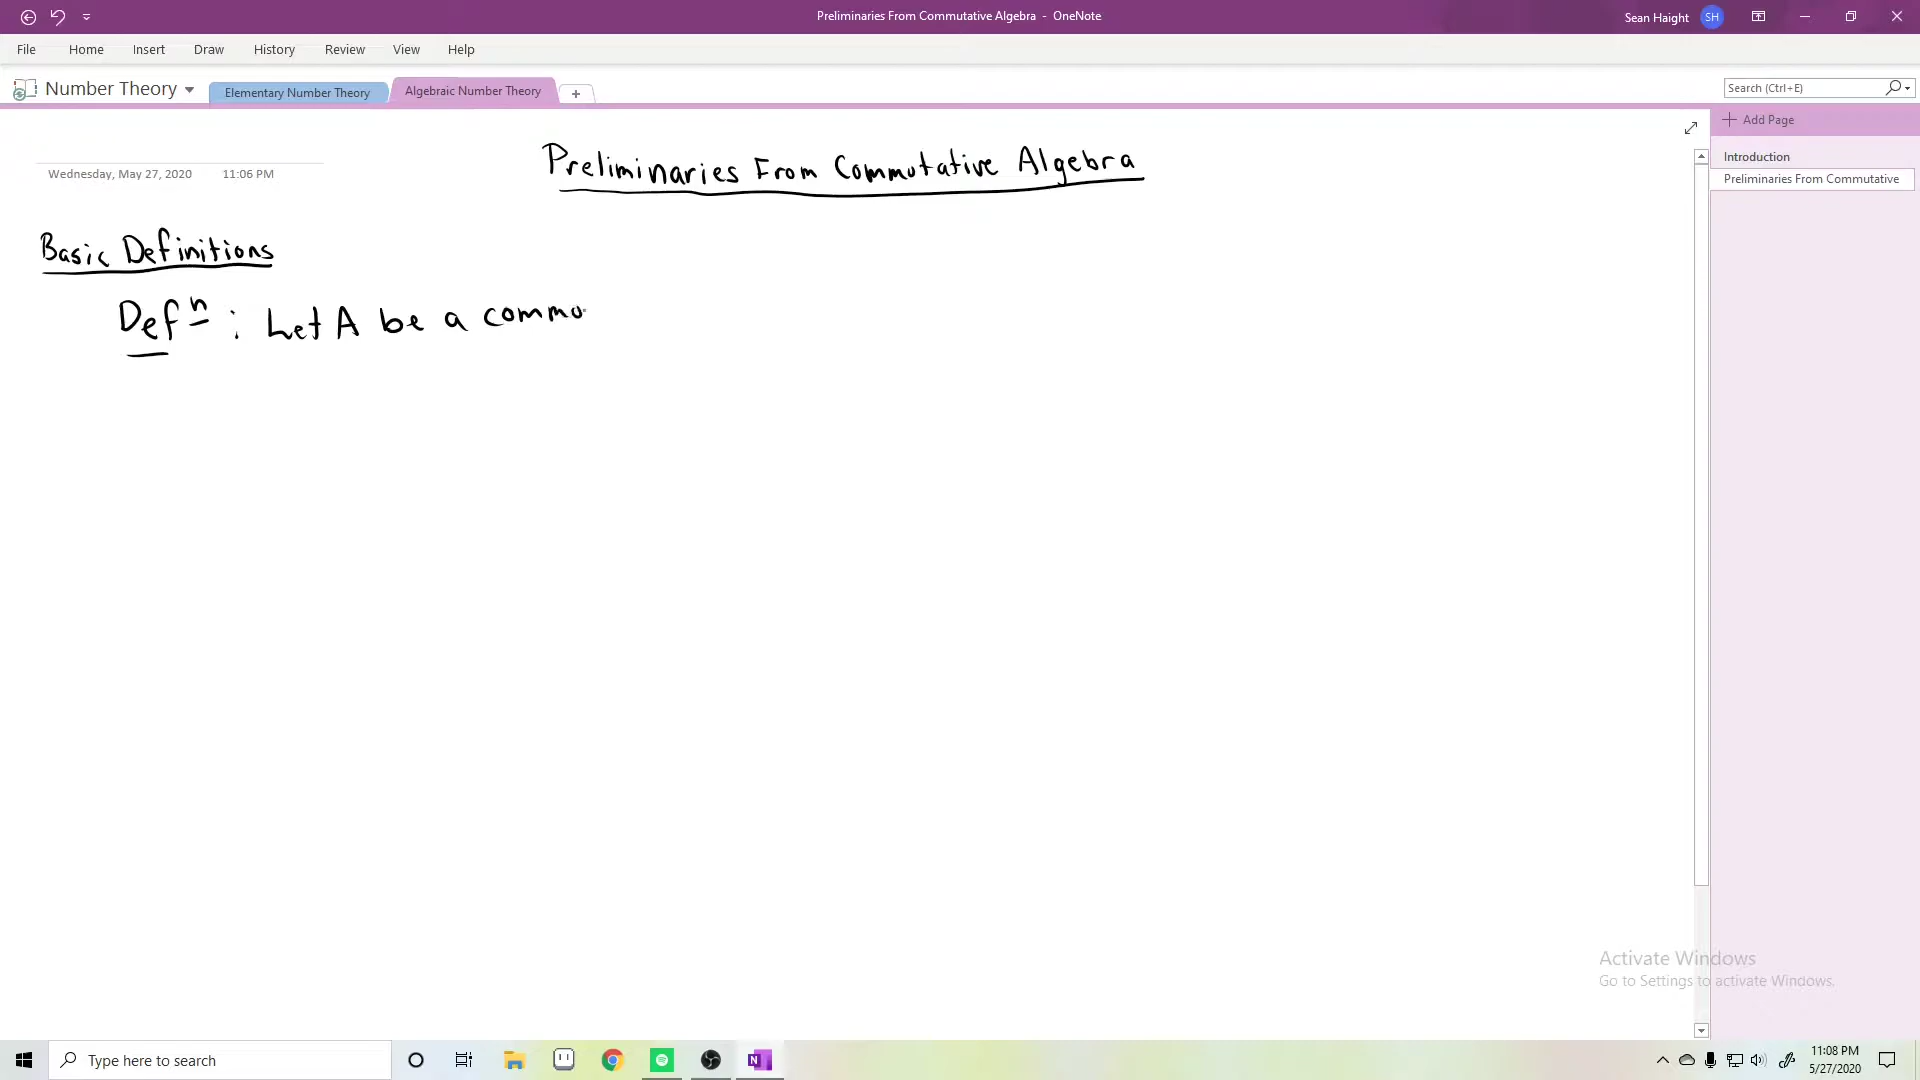 Preliminaries From Commutative Algebra - OneNote
Sean Haight SH
File Home Insert Draw History Review View Help
Number Theory
Elementary Number Theory
Algebraic Number Theory
Search (Ctrl+E)
Add Page
Introduction
Preliminaries From Commutative
Wednesday, May 27, 2020 11:06 PM
Preliminaries From Commutative Algebra
Basic Definitions
Defn : Let A be a commu
Activate Windows
Go to Settings to activate Windows.
Type here to search
11:08 PM
5/27/2020